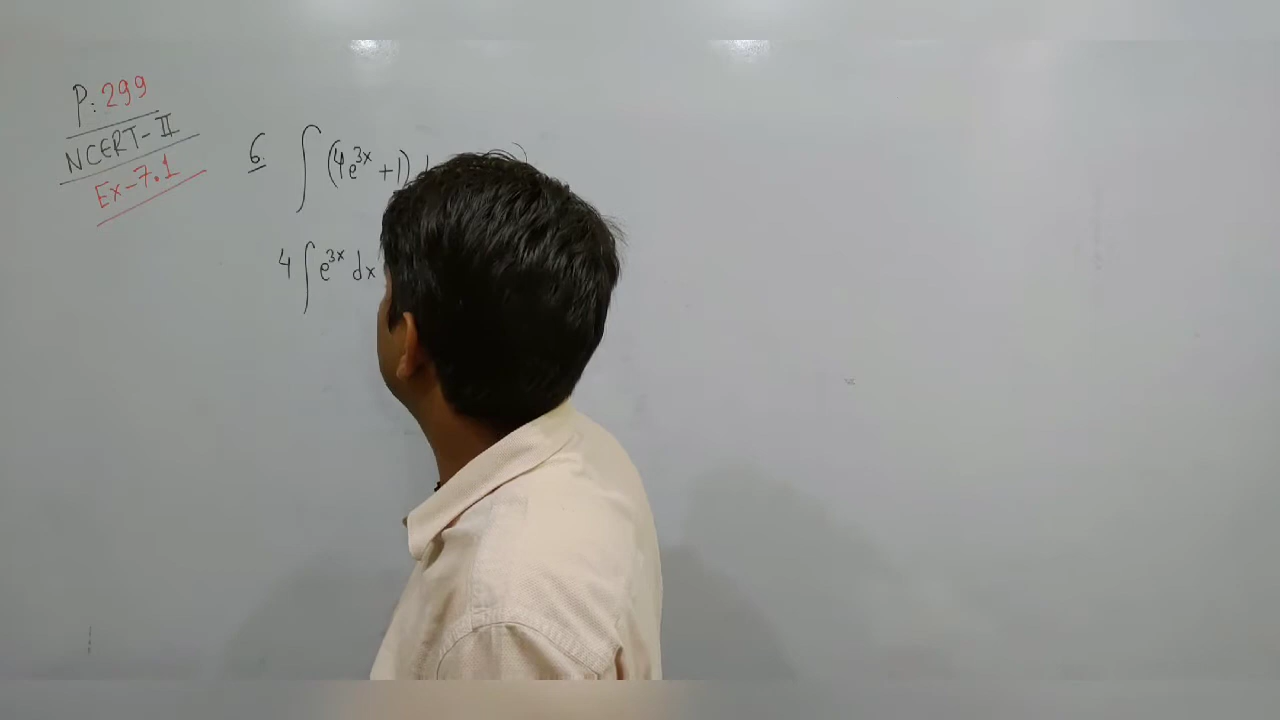 P: 299
NCERT-II
Ex-7.1
6. ∫(4e^{3x}+1)
4∫e^{3x} dx